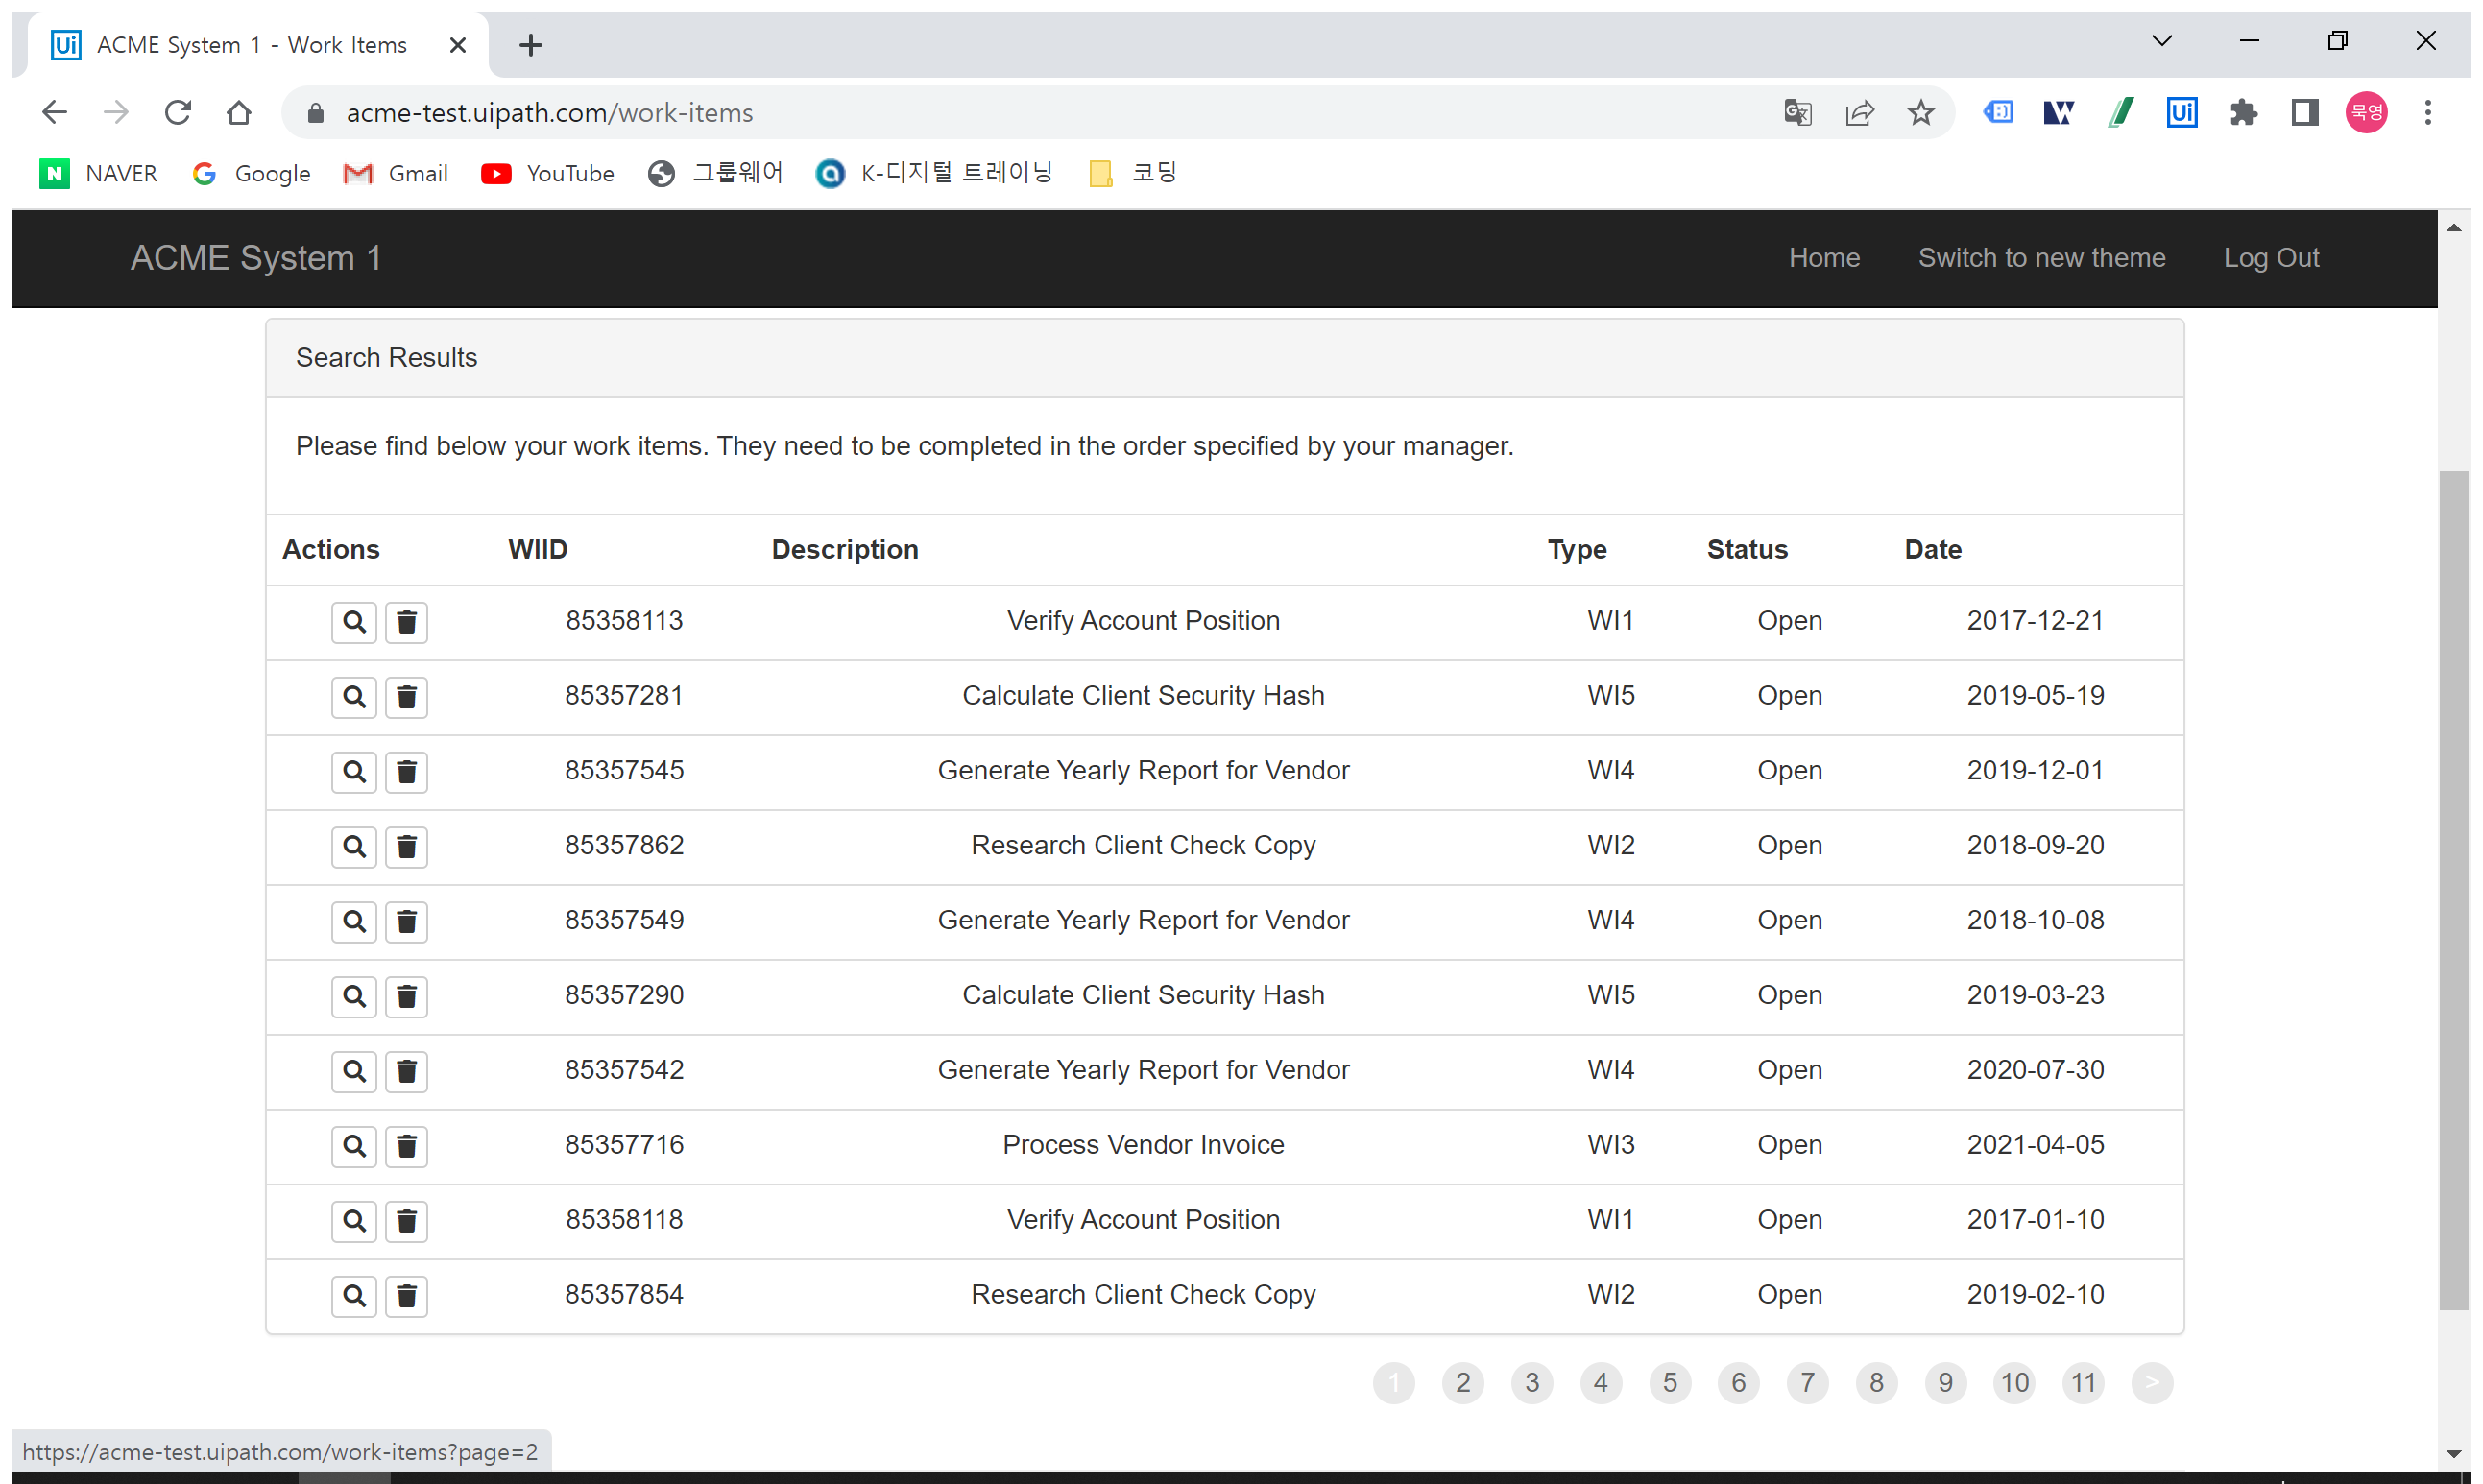 Ui ACME System 1 - Work Items
acme-test.uipath.com/work-items
Ui 묵영
N NAVER Google Gmail YouTube 그룹웨어 K-디지털 트레이닝 코딩
ACME System 1 Home Switch to new theme Log Out
Search Results
Please find below your work items. They need to be completed in the order specified by your manager.
Actions WIID Description Type Status Date
85358113 Verify Account Position WI1 Open 2017-12-21
85357281 Calculate Client Security Hash WI5 Open 2019-05-19
85357545 Generate Yearly Report for Vendor WI4 Open 2019-12-01
85357862 Research Client Check Copy WI2 Open 2018-09-20
85357549 Generate Yearly Report for Vendor WI4 Open 2018-10-08
85357290 Calculate Client Security Hash WI5 Open 2019-03-23
85357542 Generate Yearly Report for Vendor WI4 Open 2020-07-30
85357716 Process Vendor Invoice WI3 Open 2021-04-05
85358118 Verify Account Position WI1 Open 2017-01-10
85357854 Research Client Check Copy WI2 Open 2019-02-10
1 2 3 4 5 6 7 8 9 10 11 >
https://acme-test.uipath.com/work-items?page=2